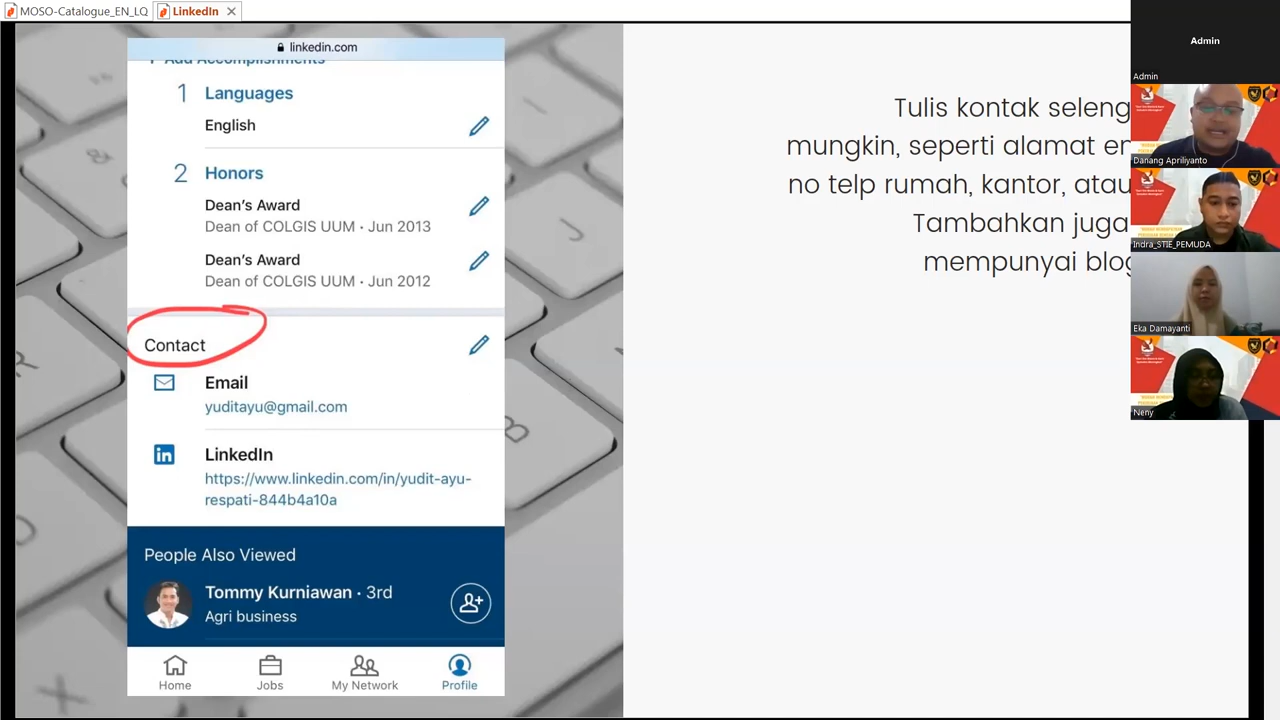 MOSO-Catalogue_EN_LQ
LinkedIn
linkedin.com
Add Accomplishments
1 Languages
English
2 Honors
Dean's Award
Dean of COLGIS UUM • Jun 2013
Dean's Award
Dean of COLGIS UUM • Jun 2012
Contact
Email
yuditayu@gmail.com
LinkedIn
https://www.linkedin.com/in/yudit-ayu-
respati-844b4a10a
People Also Viewed
Tommy Kurniawan • 3rd
Agri business
Home
Jobs
My Network
Profile
Tulis kontak seleng
mungkin, seperti alamat em
no telp rumah, kantor, atau
Tambahkan juga
mempunyai blog
Admin
Admin
Danang Apriliyanto
Indra_STIE_PEMUDA
Eka Damayanti
Neny